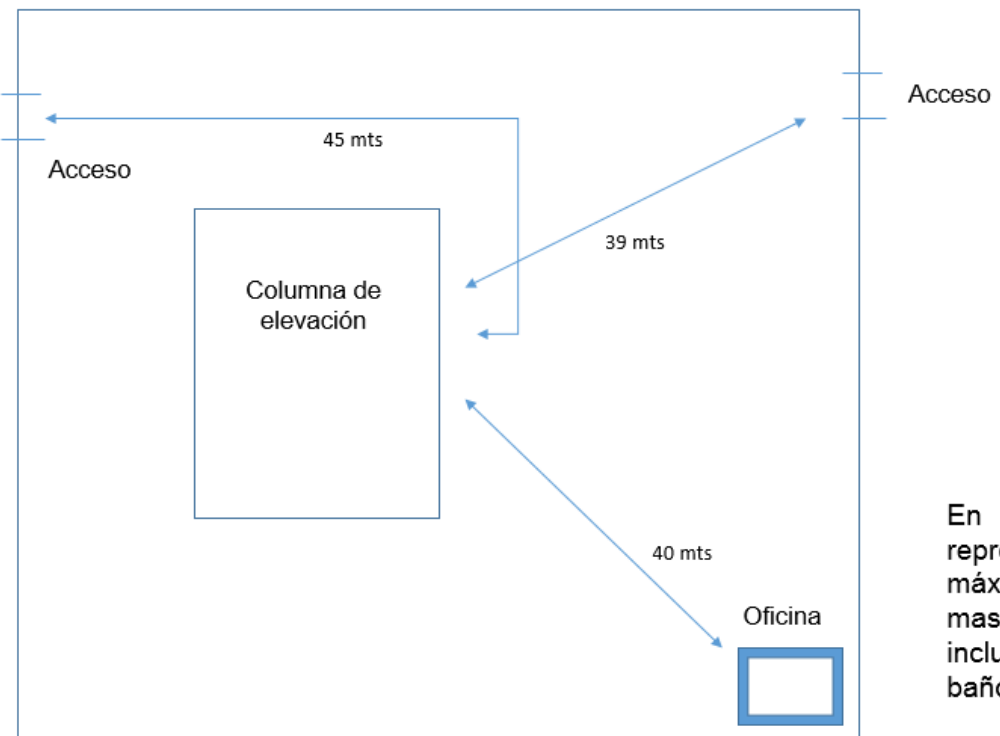 Acceso
45 mts
Acceso
39 mts
Columna de
elevación
40 mts
Oficina
En